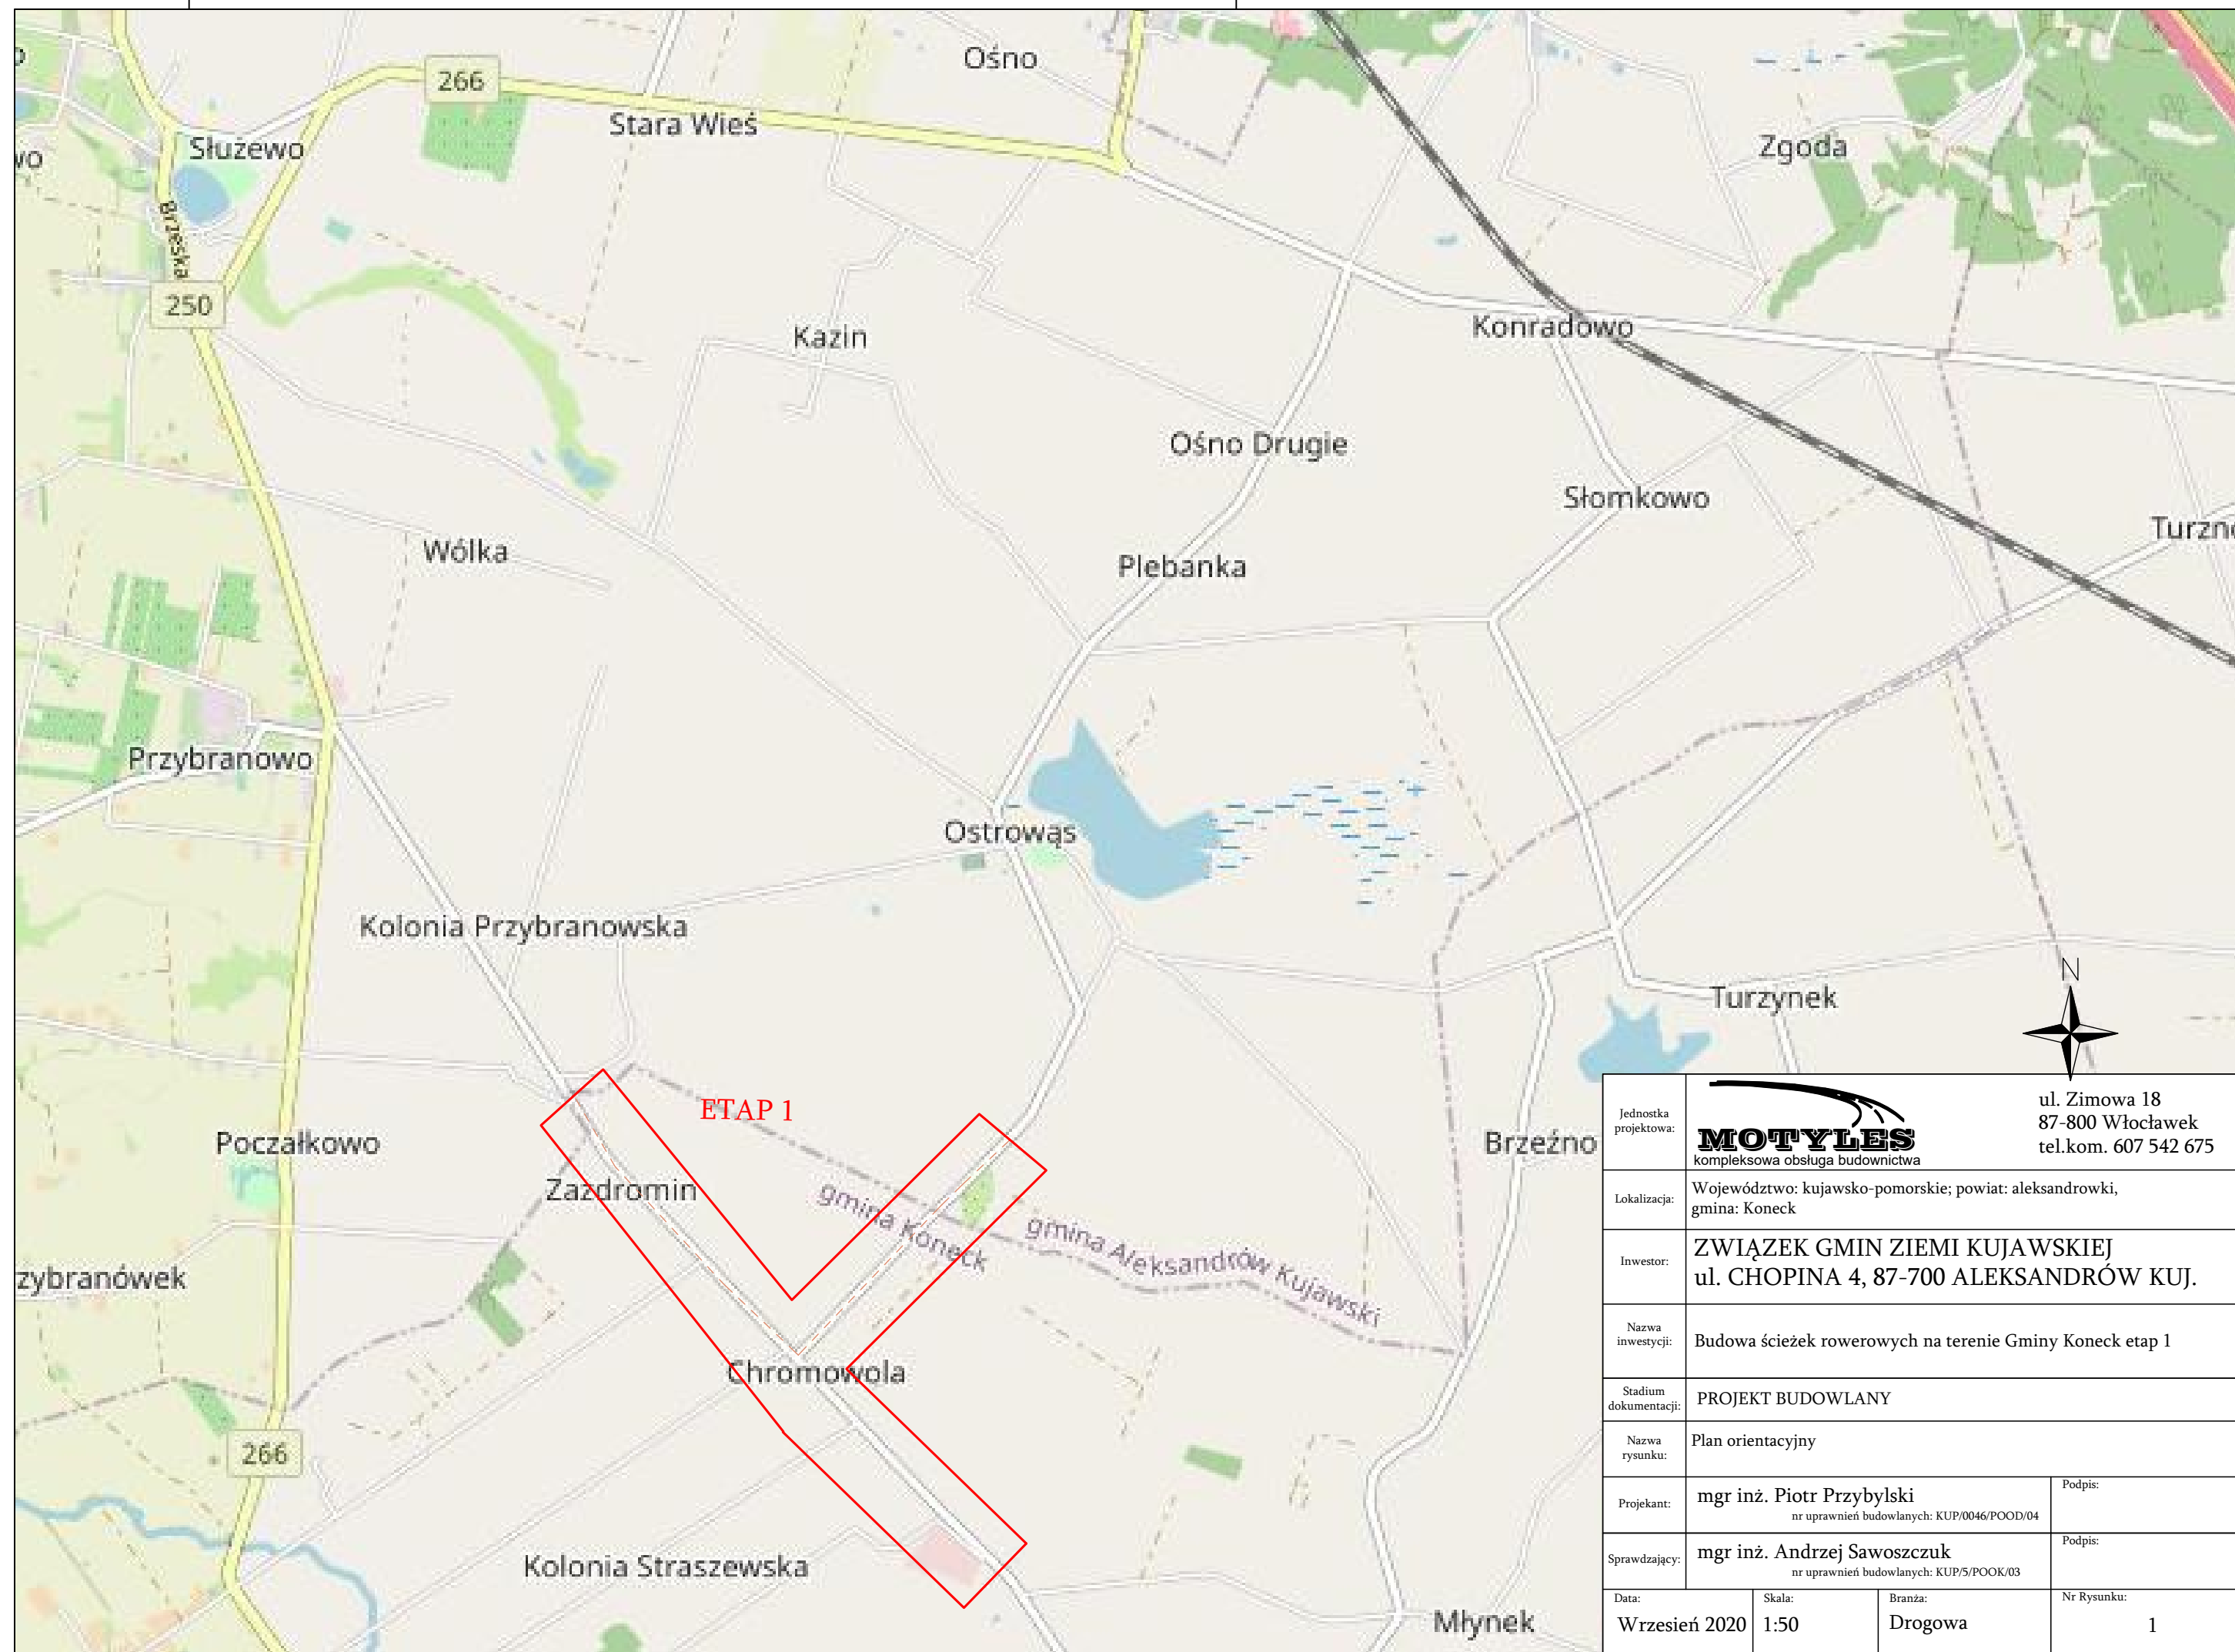 Ośno
266
Stara Wieś
Służewo
Zgoda
wo
Brzeska
250
Kazin
Konradowo
Ośno Drugie
Słomkowo
Wólka
Plebanka
Przybranowo
Ostrowąs
Kolonia Przybranowska
Turzynek
N
ETAP 1
Poczałkowo
Brzeźno
Zazdromin
gmina Koneck
gmina Aleksandrów Kujawski
zybranówek
Chromowola
266
Kolonia Straszewska
Młynek
Jednostka
projektowa:
MOTYLES
kompleksowa obsługa budownictwa
ul. Zimowa 18
87-800 Włocławek
tel.kom. 607 542 675
Lokalizacja:
Województwo: kujawsko-pomorskie; powiat: aleksandrowki,
gmina: Koneck
Inwestor:
ZWIĄZEK GMIN ZIEMI KUJAWSKIEJ
ul. CHOPINA 4, 87-700 ALEKSANDRÓW KUJ.
Nazwa
inwestycji:
Budowa ścieżek rowerowych na terenie Gminy Koneck etap 1
Stadium
dokumentacji:
PROJEKT BUDOWLANY
Nazwa
rysunku:
Plan orientacyjny
Projekant:
mgr inż. Piotr Przybylski
nr uprawnień budowlanych: KUP/0046/POOD/04
Podpis:
Sprawdzający:
mgr inż. Andrzej Sawoszczuk
nr uprawnień budowlanych: KUP/5/POOK/03
Podpis:
Data:
Wrzesień 2020
Skala:
1:50
Branża:
Drogowa
Nr Rysunku:
1